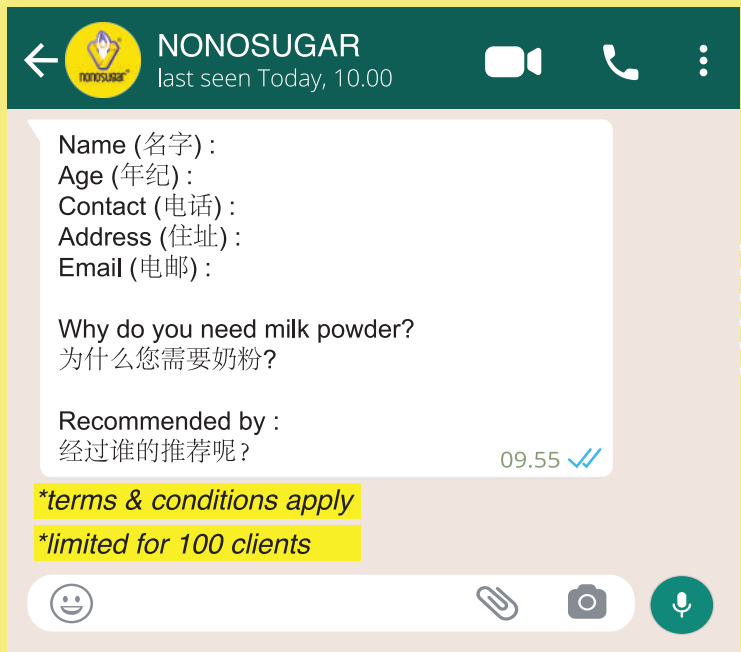 NONOSUGAR
last seen Today, 10.00
nonosugar
Name (名字) :
Age (年纪) :
Contact (电话) :
Address (住址) :
Email (电邮) :
Why do you need milk powder?
为什么您需要奶粉?
Recommended by :
经过谁的推荐呢?
09.55
*terms & conditions apply
*limited for 100 clients